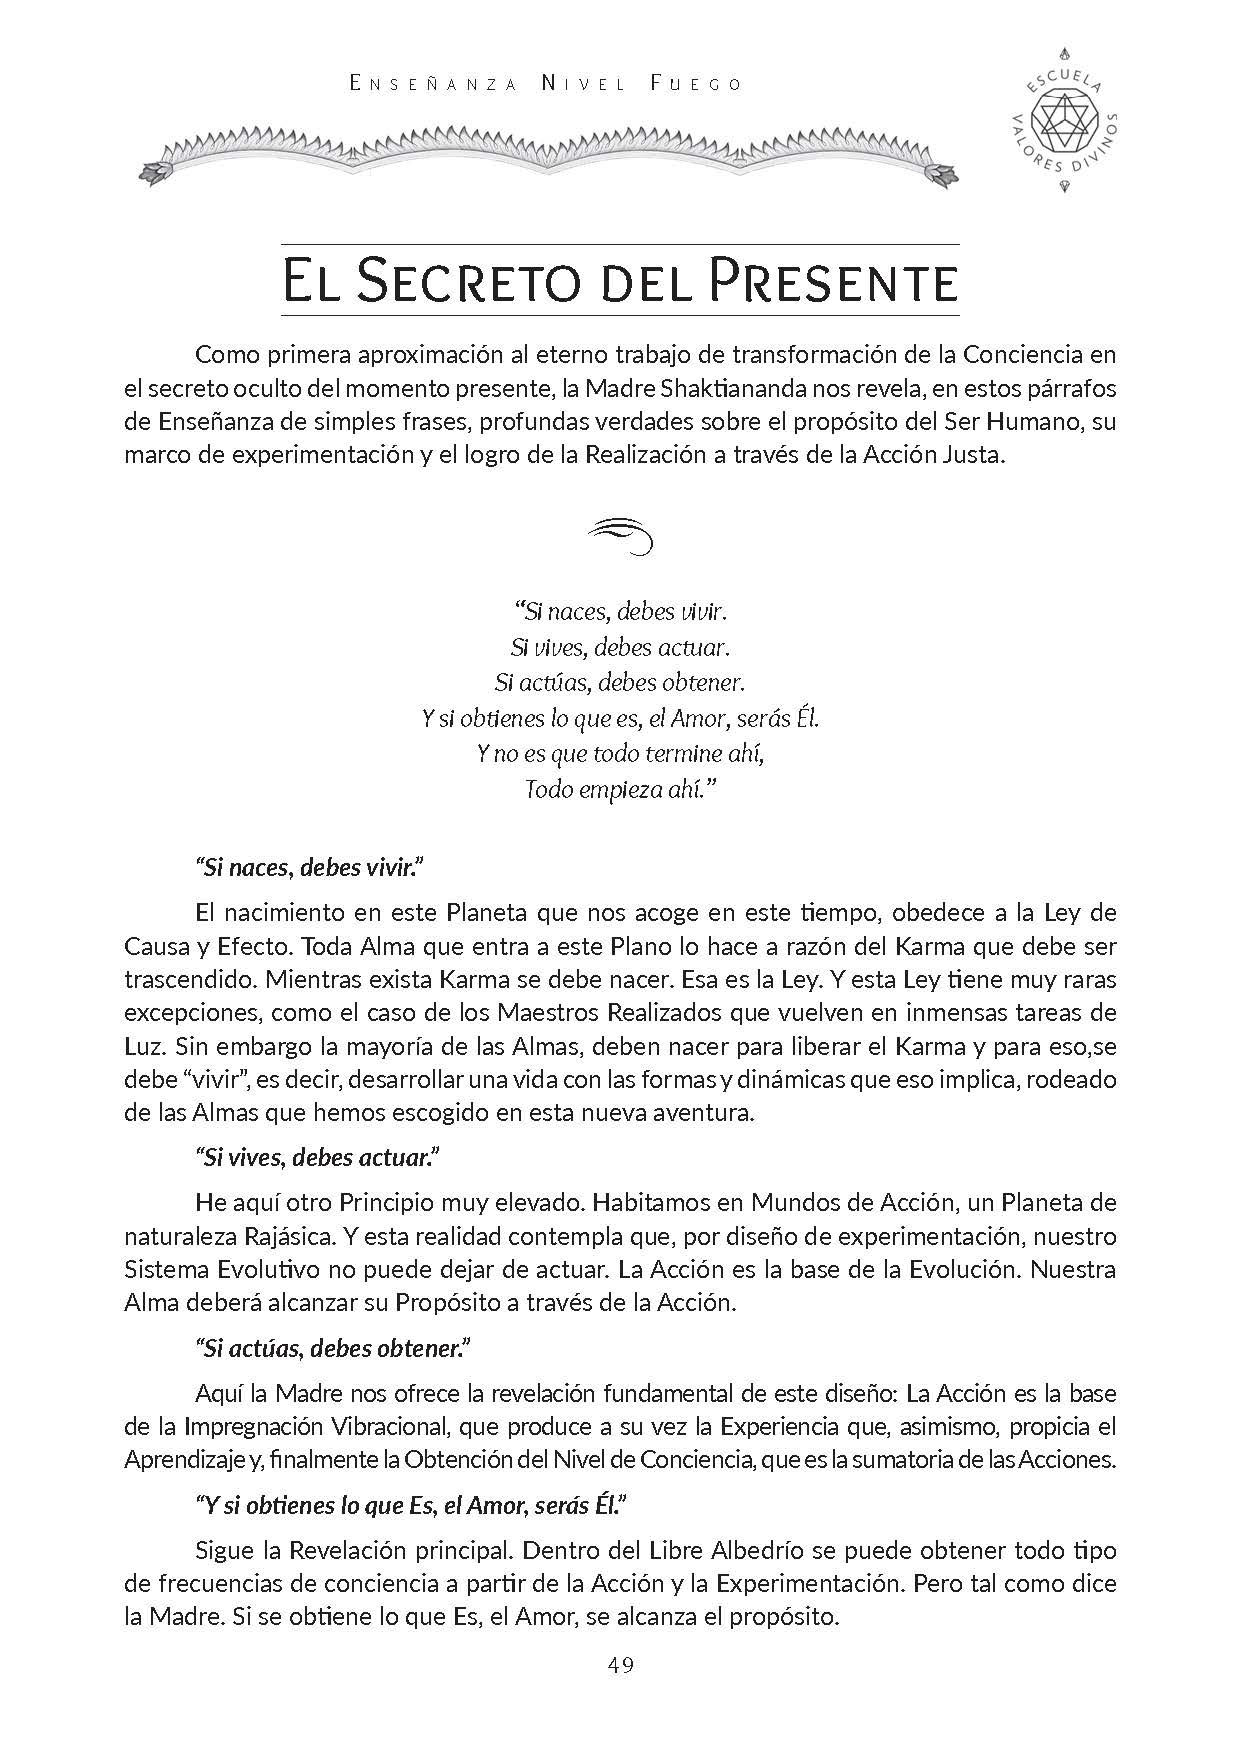 Enseñanza Nivel Fuego
ESCUELA
VALORES DIVINOS
El Secreto del Presente
Como primera aproximación al eterno trabajo de transformación de la Conciencia en
el secreto oculto del momento presente, la Madre Shaktiananda nos revela, en estos párrafos
de Enseñanza de simples frases, profundas verdades sobre el propósito del Ser Humano, su
marco de experimentación y el logro de la Realización a través de la Acción Justa.
“Si naces, debes vivir.
Si vives, debes actuar.
Si actúas, debes obtener.
Y si obtienes lo que es, el Amor, serás Él.
Y no es que todo termine ahí,
Todo empieza ahí.”
“Si naces, debes vivir.”
El nacimiento en este Planeta que nos acoge en este tiempo, obedece a la Ley de
Causa y Efecto. Toda Alma que entra a este Plano lo hace a razón del Karma que debe ser
trascendido. Mientras exista Karma se debe nacer. Esa es la Ley. Y esta Ley tiene muy raras
excepciones, como el caso de los Maestros Realizados que vuelven en inmensas tareas de
Luz. Sin embargo la mayoría de las Almas, deben nacer para liberar el Karma y para eso,se
debe “vivir”, es decir, desarrollar una vida con las formas y dinámicas que eso implica, rodeado
de las Almas que hemos escogido en esta nueva aventura.
“Si vives, debes actuar.”
He aquí otro Principio muy elevado. Habitamos en Mundos de Acción, un Planeta de
naturaleza Rajásica. Y esta realidad contempla que, por diseño de experimentación, nuestro
Sistema Evolutivo no puede dejar de actuar. La Acción es la base de la Evolución. Nuestra
Alma deberá alcanzar su Propósito a través de la Acción.
“Si actúas, debes obtener.”
Aquí la Madre nos ofrece la revelación fundamental de este diseño: La Acción es la base
de la Impregnación Vibracional, que produce a su vez la Experiencia que, asimismo, propicia el
Aprendizaje y, finalmente la Obtención del Nivel de Conciencia, que es la sumatoria de las Acciones.
“Y si obtienes lo que Es, el Amor, serás Él.”
Sigue la Revelación principal. Dentro del Libre Albedrío se puede obtener todo tipo
de frecuencias de conciencia a partir de la Acción y la Experimentación. Pero tal como dice
la Madre. Si se obtiene lo que Es, el Amor, se alcanza el propósito.
49